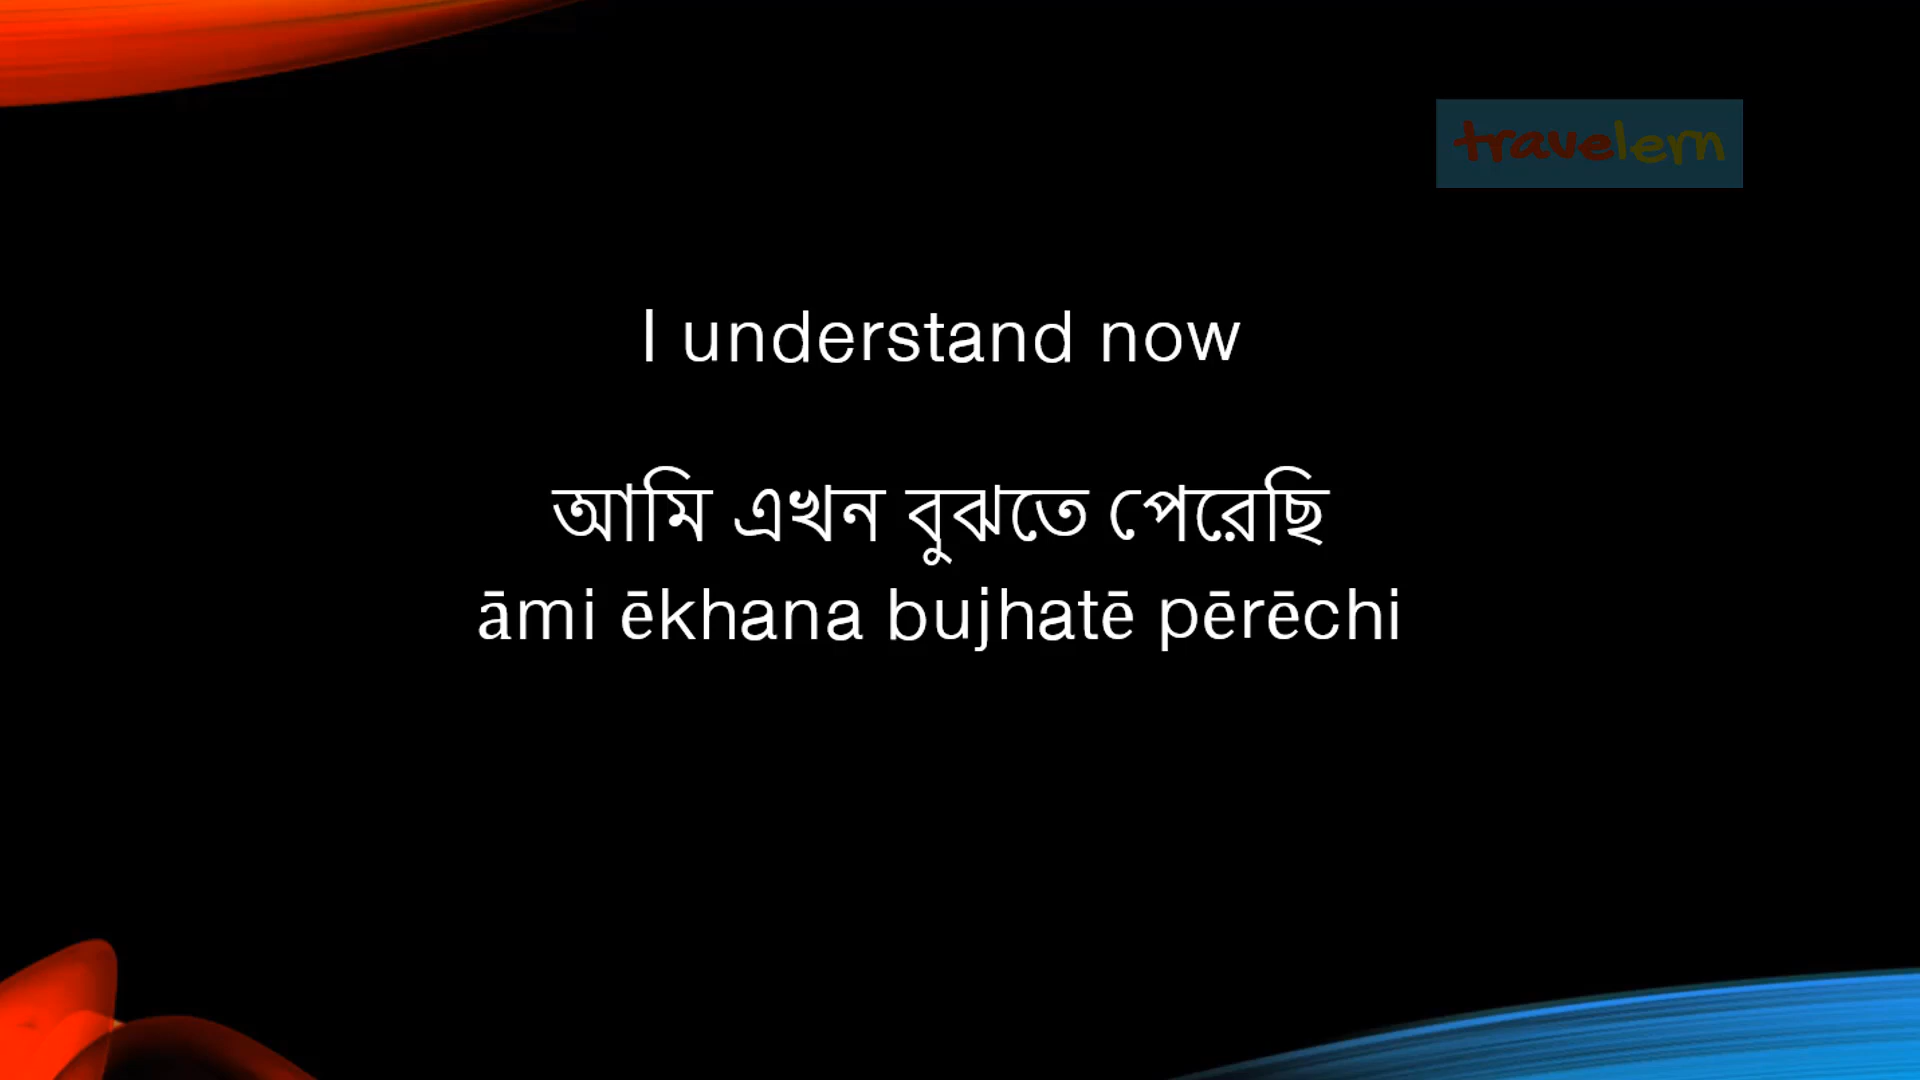 travelern
I understand now
আমি এখন বুঝতে পেরেছি
āmi ēkhana bujhatē pērēchi